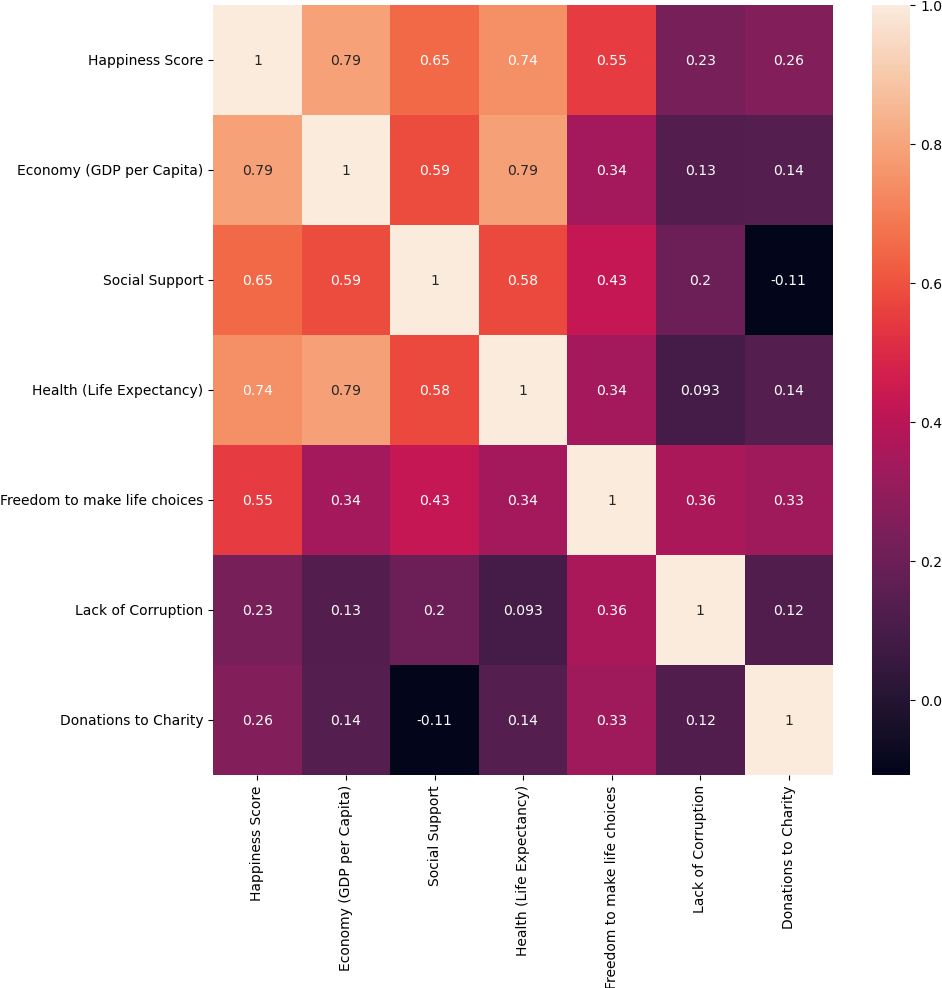 Happiness Score 1 0.79 0.65 0.74 0.55 0.23 0.26
Economy (GDP per Capita) 0.79 1 0.59 0.79 0.34 0.13 0.14
Social Support 0.65 0.59 1 0.58 0.43 0.2 -0.11
Health (Life Expectancy) 0.74 0.79 0.58 1 0.34 0.093 0.14
Freedom to make life choices 0.55 0.34 0.43 0.34 1 0.36 0.33
Lack of Corruption 0.23 0.13 0.2 0.093 0.36 1 0.12
Donations to Charity 0.26 0.14 -0.11 0.14 0.33 0.12 1
Happiness Score
Economy (GDP per Capita)
Social Support
Health (Life Expectancy)
Freedom to make life choices
Lack of Corruption
Donations to Charity
1.0
0.8
0.6
0.4
0.2
0.0